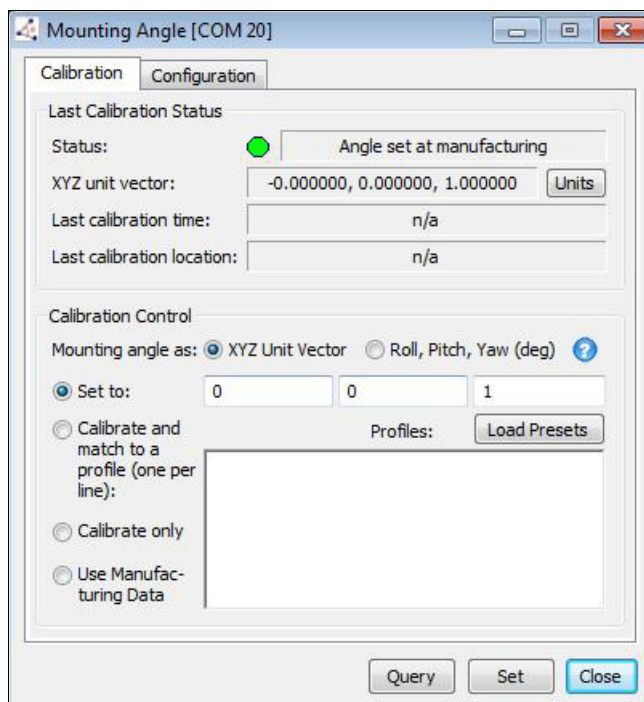 Mounting Angle [COM 20]
Calibration Configuration
Last Calibration Status
Status: Angle set at manufacturing
XYZ unit vector: -0.000000, 0.000000, 1.000000 Units
Last calibration time: n/a
Last calibration location: n/a
Calibration Control
Mounting angle as: XYZ Unit Vector Roll, Pitch, Yaw (deg) ?
Set to: 0 0 1
Calibrate and
match to a
profile (one per
line):
Profiles: Load Presets
Calibrate only
Use Manufac-
turing Data
Query Set Close